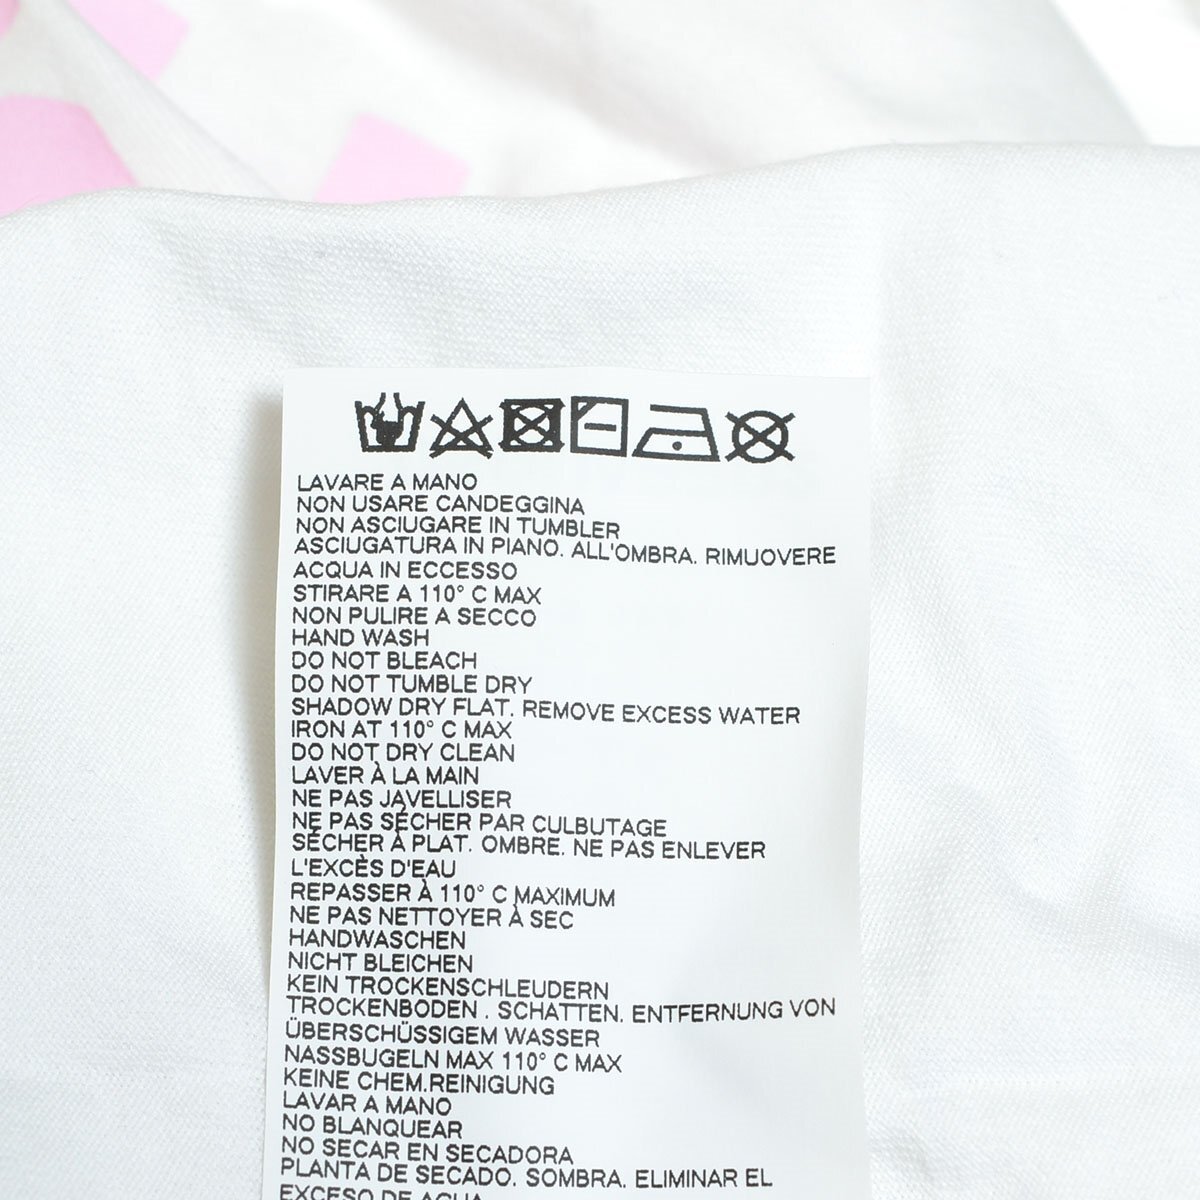 LAVARE A MANO
NON USARE CANDEGGINA
NON ASCIUGARE IN TUMBLER
ASCIUGATURA IN PIANO. ALL'OMBRA. RIMUOVERE
ACQUA IN ECCESSO
STIRARE A 110° C MAX
NON PULIRE A SECCO
HAND WASH
DO NOT BLEACH
DO NOT TUMBLE DRY
SHADOW DRY FLAT. REMOVE EXCESS WATER
IRON AT 110° C MAX
DO NOT DRY CLEAN
LAVER À LA MAIN
NE PAS JAVELLISER
NE PAS SÉCHER PAR CULBUTAGE
SÉCHER À PLAT. OMBRE. NE PAS ENLEVER
L'EXCÈS D'EAU
REPASSER À 110° C MAXIMUM
NE PAS NETTOYER À SEC
HANDWASCHEN
NICHT BLEICHEN
KEIN TROCKENSCHLEUDERN
TROCKENBODEN . SCHATTEN. ENTFERNUNG VON
ÜBERSCHÜSSIGEM WASSER
NASSBUGELN MAX 110° C MAX
KEINE CHEM.REINIGUNG
LAVAR A MANO
NO BLANQUEAR
NO SECAR EN SECADORA
PLANTA DE SECADO. SOMBRA. ELIMINAR EL
EXCESO DE AGUA